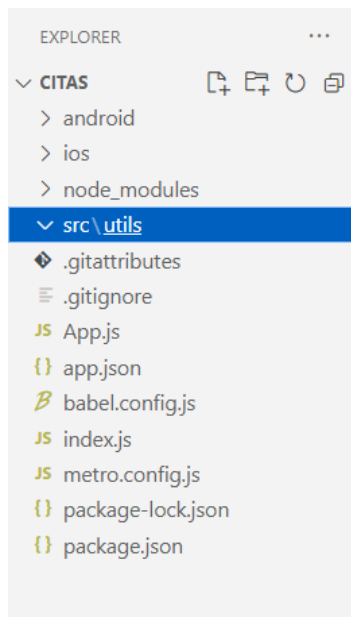 EXPLORER ...
CITAS
android
ios
node_modules
src\utils
.gitattributes
.gitignore
JS App.js
{} app.json
B babel.config.js
JS index.js
JS metro.config.js
{} package-lock.json
{} package.json